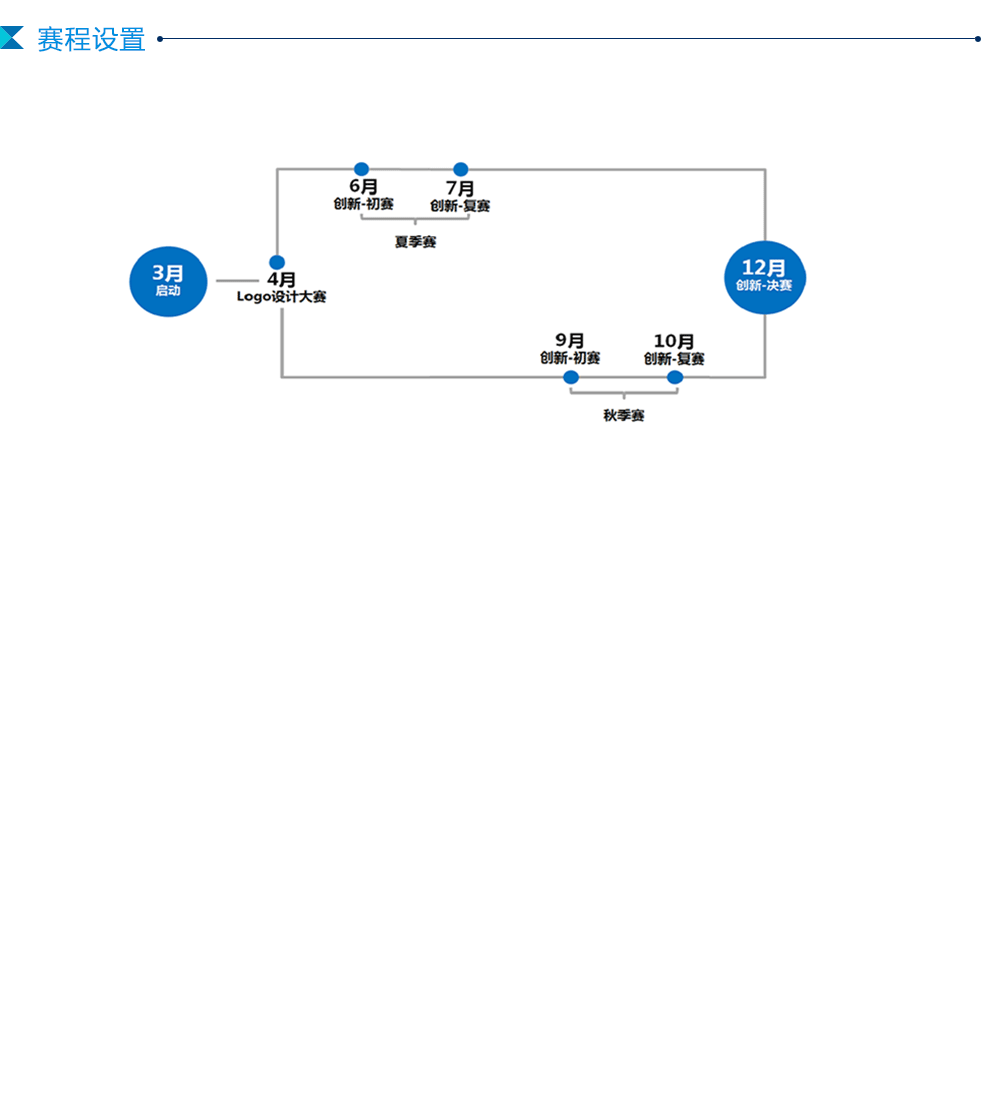 赛程设置
6月
创新-初赛
7月
创新-复赛
夏季赛
3月
启动
4月
Logo设计大赛
12月
创新-决赛
9月
创新-初赛
10月
创新-复赛
秋季赛